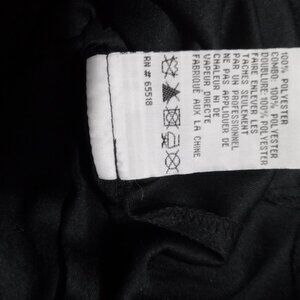 100% POLYESTER
COMBO: 100% POLYESTER
DOUBLURE: 100% POLYESTER
FAIRE ENLEVER LES
TACHES SEULEMENT
PAR UN PROFESSIONNEL
NE PAS APPLIQUER DE
CHALEUR NI DE
VAPEUR DIRECTE
FABRIQUE AUX LA CHINE
RN # 65518